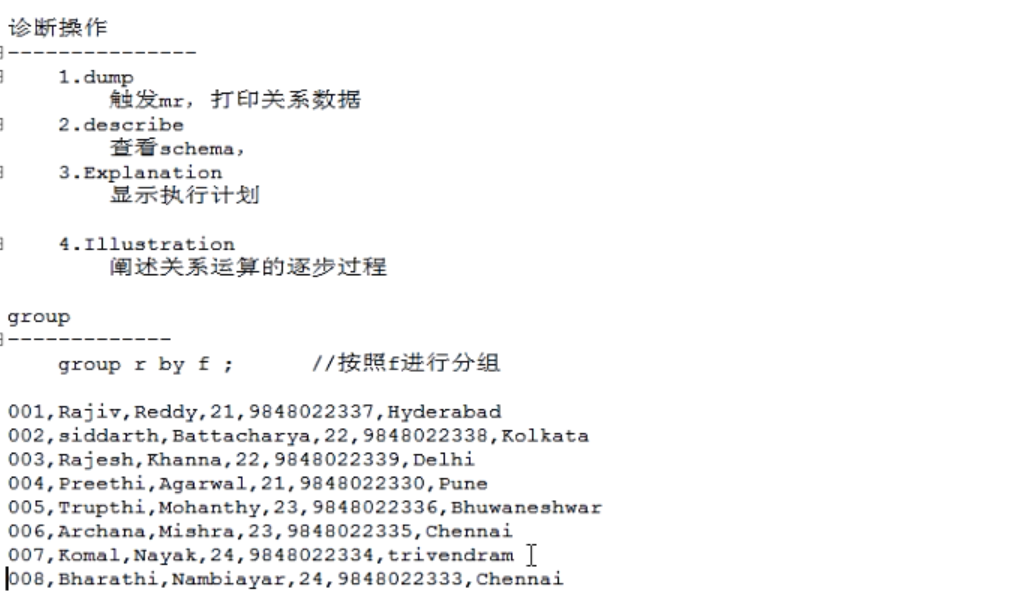 诊断操作
---------------
1.dump
触发mr，打印关系数据
2.describe
查看schema，
3.Explanation
显示执行计划
4.Illustration
阐述关系运算的逐步过程
group
-------------
group r by f ; //按照f进行分组
001,Rajiv,Reddy,21,9848022337,Hyderabad
002,siddarth,Battacharya,22,9848022338,Kolkata
003,Rajesh,Khanna,22,9848022339,Delhi
004,Preethi,Agarwal,21,9848022330,Pune
005,Trupthi,Mohanthy,23,9848022336,Bhuwaneshwar
006,Archana,Mishra,23,9848022335,Chennai
007,Komal,Nayak,24,9848022334,trivendram
008,Bharathi,Nambiayar,24,9848022333,Chennai